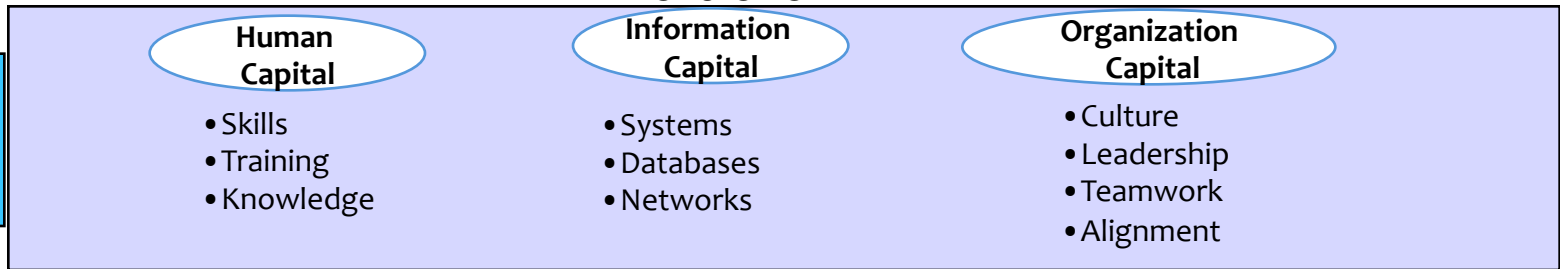 Human
Capital
• Skills
• Training
• Knowledge
Information
Capital
• Systems
• Databases
• Networks
Organization
Capital
• Culture
• Leadership
• Teamwork
• Alignment